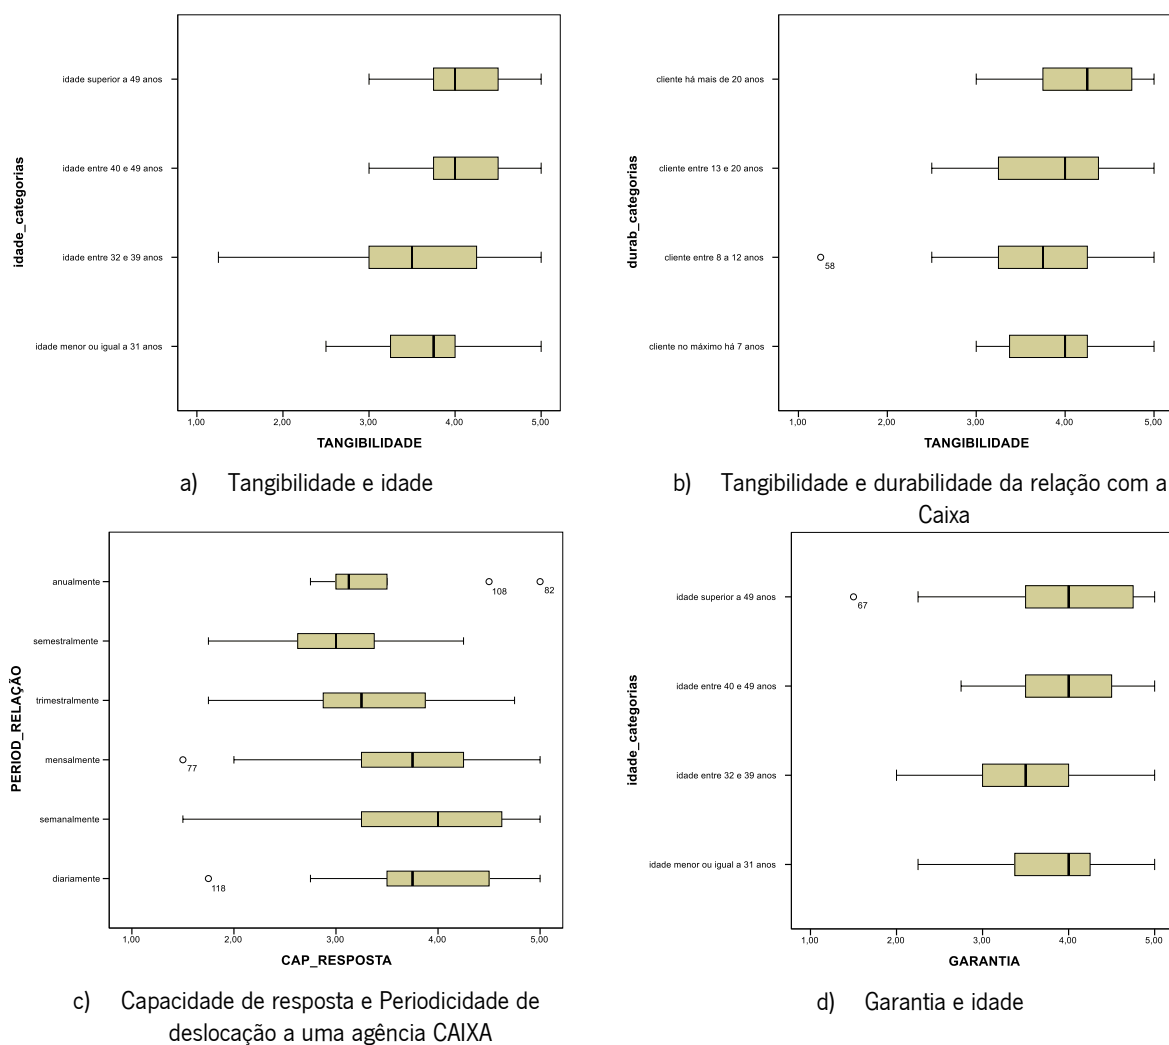 idade_categorias
idade superior a 49 anos
idade entre 40 e 49 anos
idade entre 32 e 39 anos
idade menor ou igual a 31 anos
1,00 2,00 3,00 4,00 5,00
TANGIBILIDADE
a) Tangibilidade e idade
durab_categorias
cliente há mais de 20 anos
cliente entre 13 e 20 anos
cliente entre 8 a 12 anos
58
cliente no máximo há 7 anos
1,00 2,00 3,00 4,00 5,00
TANGIBILIDADE
b) Tangibilidade e durabilidade da relação com a
Caixa
PERIOD_RELAÇÃO
anualmente
108 82
semestralmente
trimestralmente
mensalmente
77
semanalmente
diariamente
118
1,00 2,00 3,00 4,00 5,00
CAP_RESPOSTA
c) Capacidade de resposta e Periodicidade de
deslocação a uma agência CAIXA
idade_categorias
idade superior a 49 anos
67
idade entre 40 e 49 anos
idade entre 32 e 39 anos
idade menor ou igual a 31 anos
1,00 2,00 3,00 4,00 5,00
GARANTIA
d) Garantia e idade